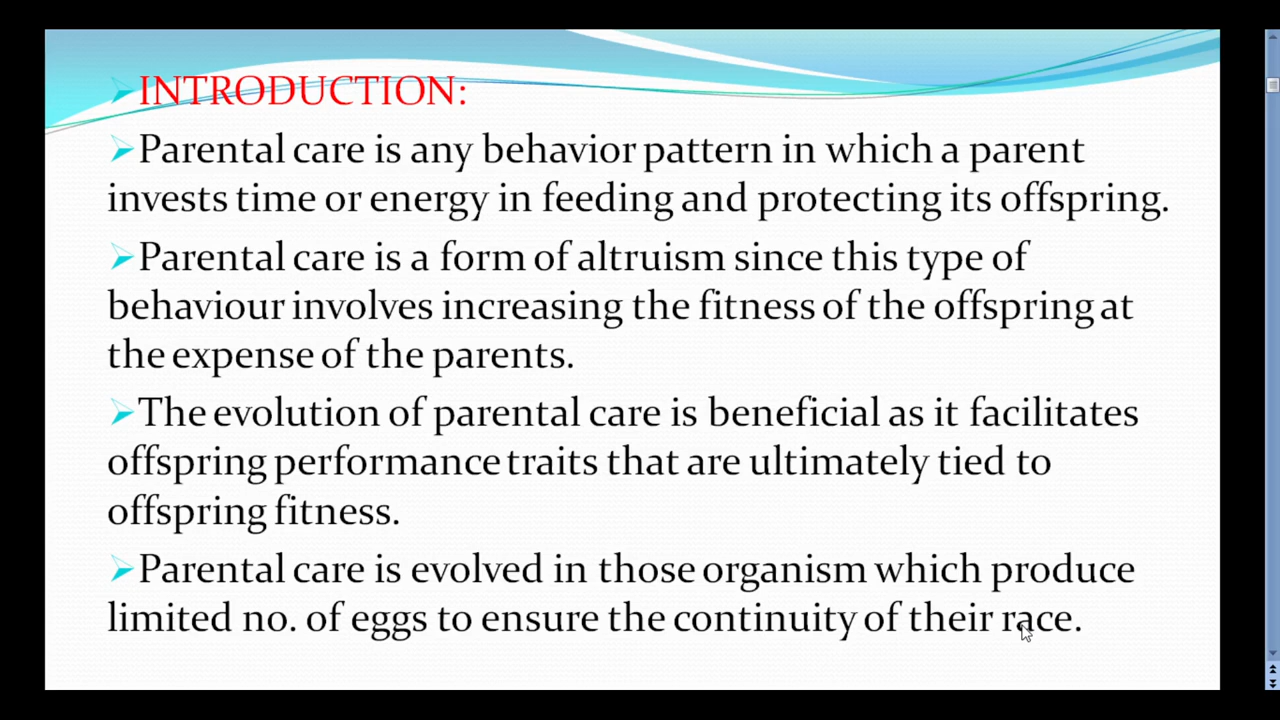 INTRODUCTION:
Parental care is any behavior pattern in which a parent
invests time or energy in feeding and protecting its offspring.
Parental care is a form of altruism since this type of
behaviour involves increasing the fitness of the offspring at
the expense of the parents.
The evolution of parental care is beneficial as it facilitates
offspring performance traits that are ultimately tied to
offspring fitness.
Parental care is evolved in those organism which produce
limited no. of eggs to ensure the continuity of their race.